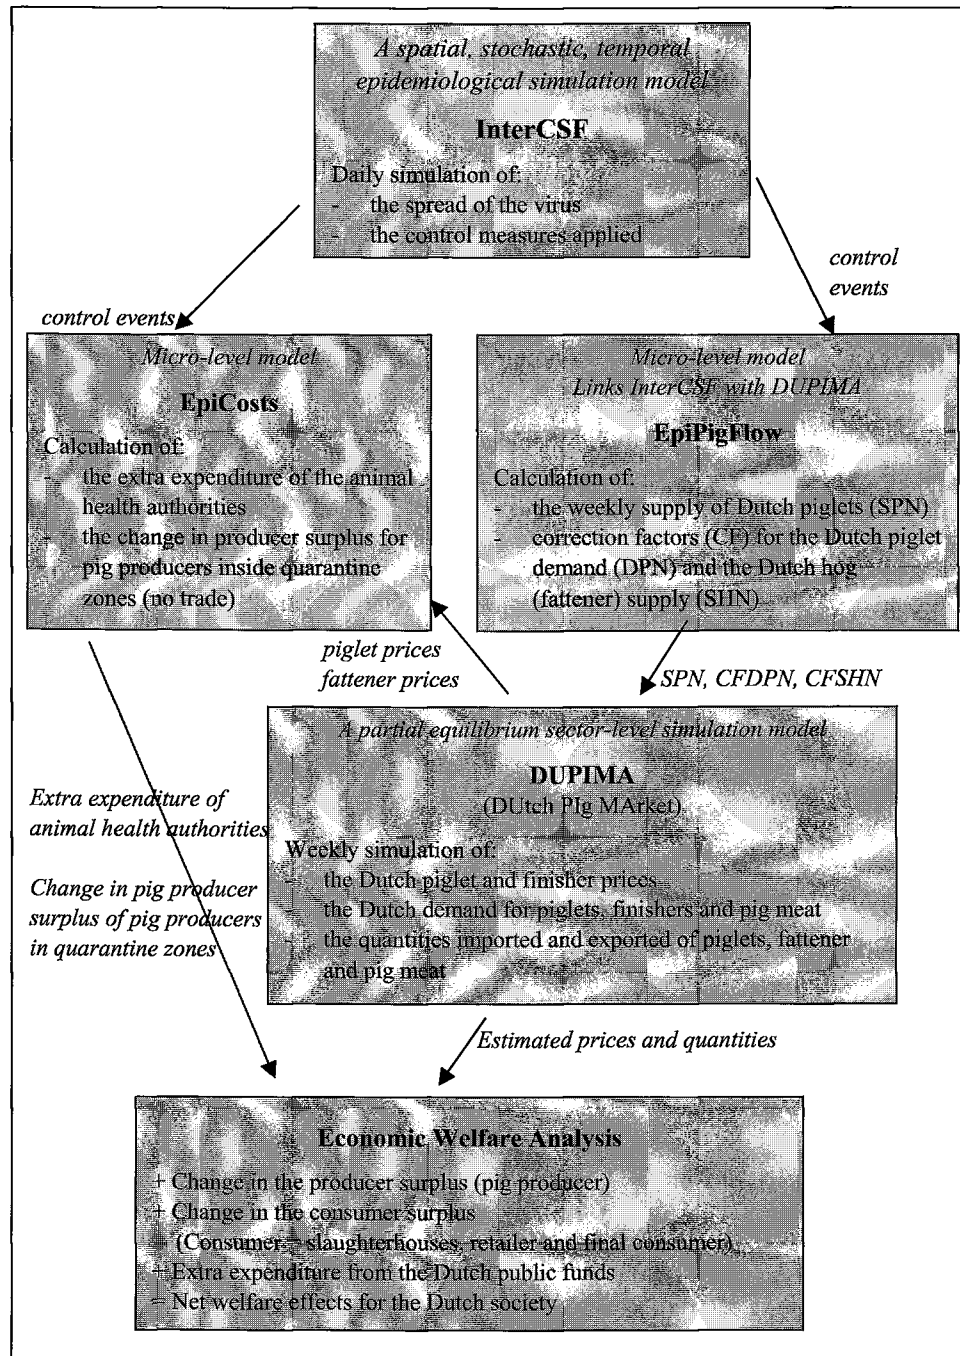 A spatial, stochastic, temporal
epidemiological simulation model
InterCSF
Daily simulation of:
- the spread of the virus
- the control measures applied
control
events
control events
Micro-level model
EpiCosts
Calculation of:
- the extra expenditure of the animal
health authorities
- the change in producer surplus for
pig producers inside quarantine
zones (no trade)
Micro-level model
Links InterCSF with DUPIMA
EpiPigFlow
Calculation of:
- the weekly supply of Dutch piglets (SPN)
- correction factors (CF) for the Dutch piglet
demand (DPN) and the Dutch hog
(fattener) supply (SHN)
piglet prices
fattener prices
SPN, CFDPN, CFSHN
A partial equilibrium sector-level simulation model
DUPIMA
(DUtch PIg MArket)
Weekly simulation of:
- the Dutch piglet and finisher prices
- the Dutch demand for piglets, finishers and pig meat
- the quantities imported and exported of piglets, fattener
and pig meat
Extra expenditure of
animal health authorities
Change in pig producer
surplus of pig producers
in quarantine zones
Estimated prices and quantities
Economic Welfare Analysis
+ Change in the producer surplus (pig producer)
+ Change in the consumer surplus
(Consumer = slaughterhouses, retailer and final consumer)
+ Extra expenditure from the Dutch public funds
= Net welfare effects for the Dutch society